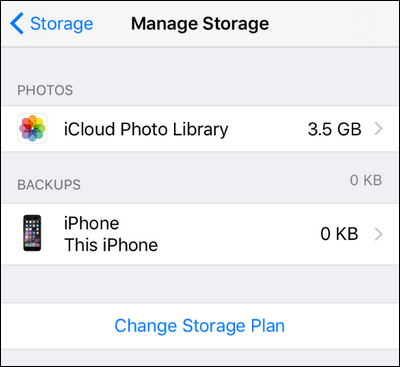 Storage
Manage Storage
PHOTOS
iCloud Photo Library 3.5 GB
BACKUPS 0 KB
iPhone
This iPhone 0 KB
Change Storage Plan